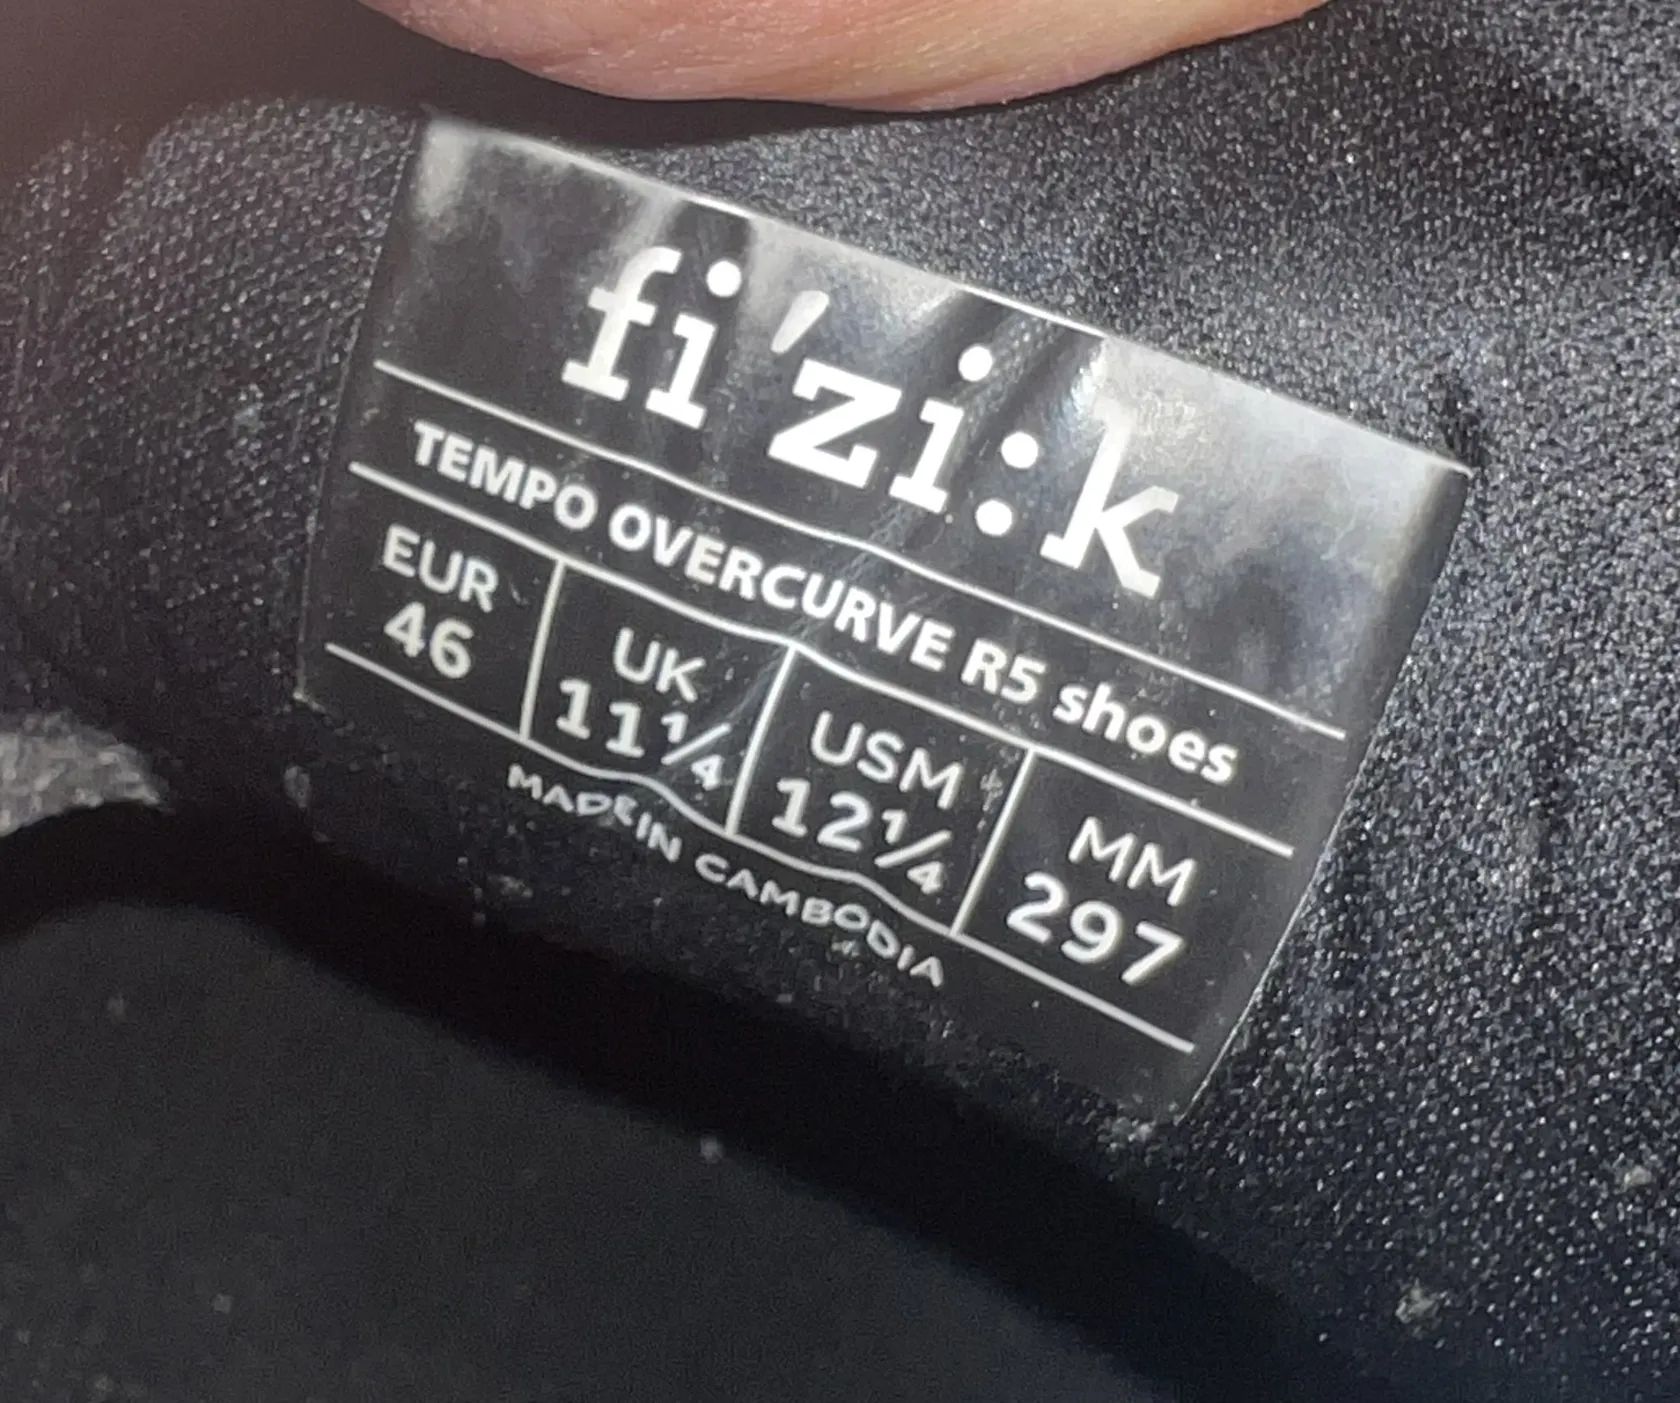 fi'zi:k
TEMPO OVERCURVE R5 shoes
EUR UK USM MM
46 11¼ 12¼ 297
MADE IN CAMBODIA